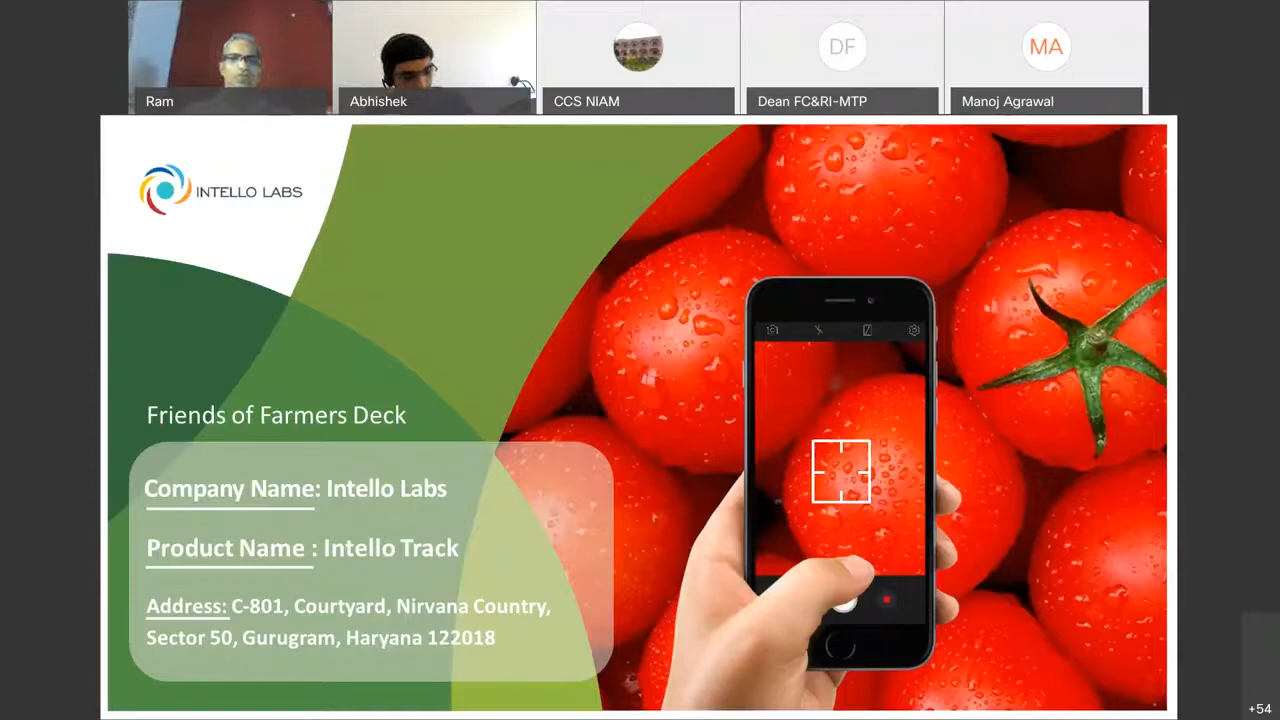 Ram
Abhishek
CCS NIAM
DF
Dean FC&RI-MTP
MA
Manoj Agrawal
INTELLO LABS
Friends of Farmers Deck
Company Name: Intello Labs
Product Name : Intello Track
Address: C-801, Courtyard, Nirvana Country,
Sector 50, Gurugram, Haryana 122018
+54